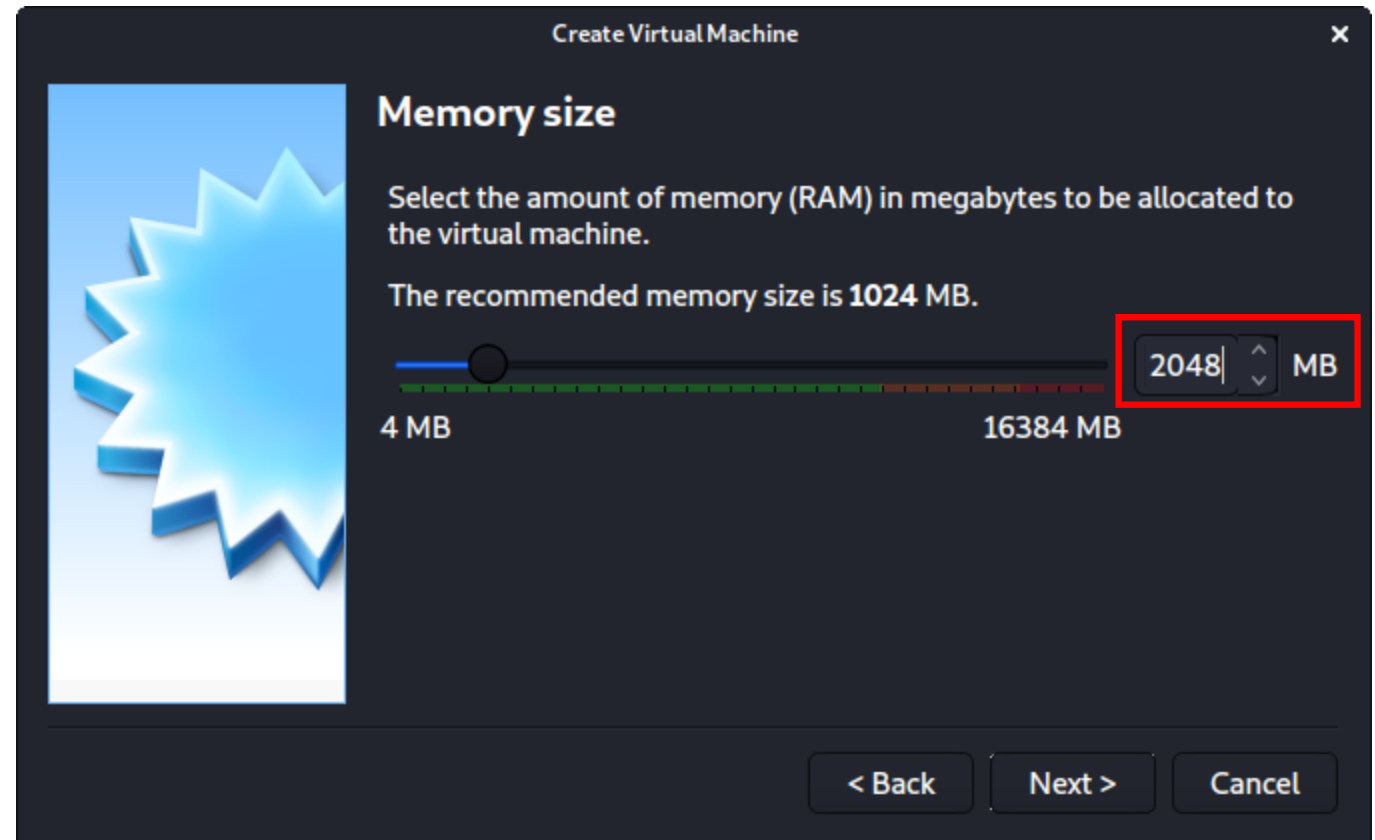 Create Virtual Machine
Memory size
Select the amount of memory (RAM) in megabytes to be allocated to
the virtual machine.
The recommended memory size is 1024 MB.
2048 MB
4 MB 16384 MB
< Back Next > Cancel